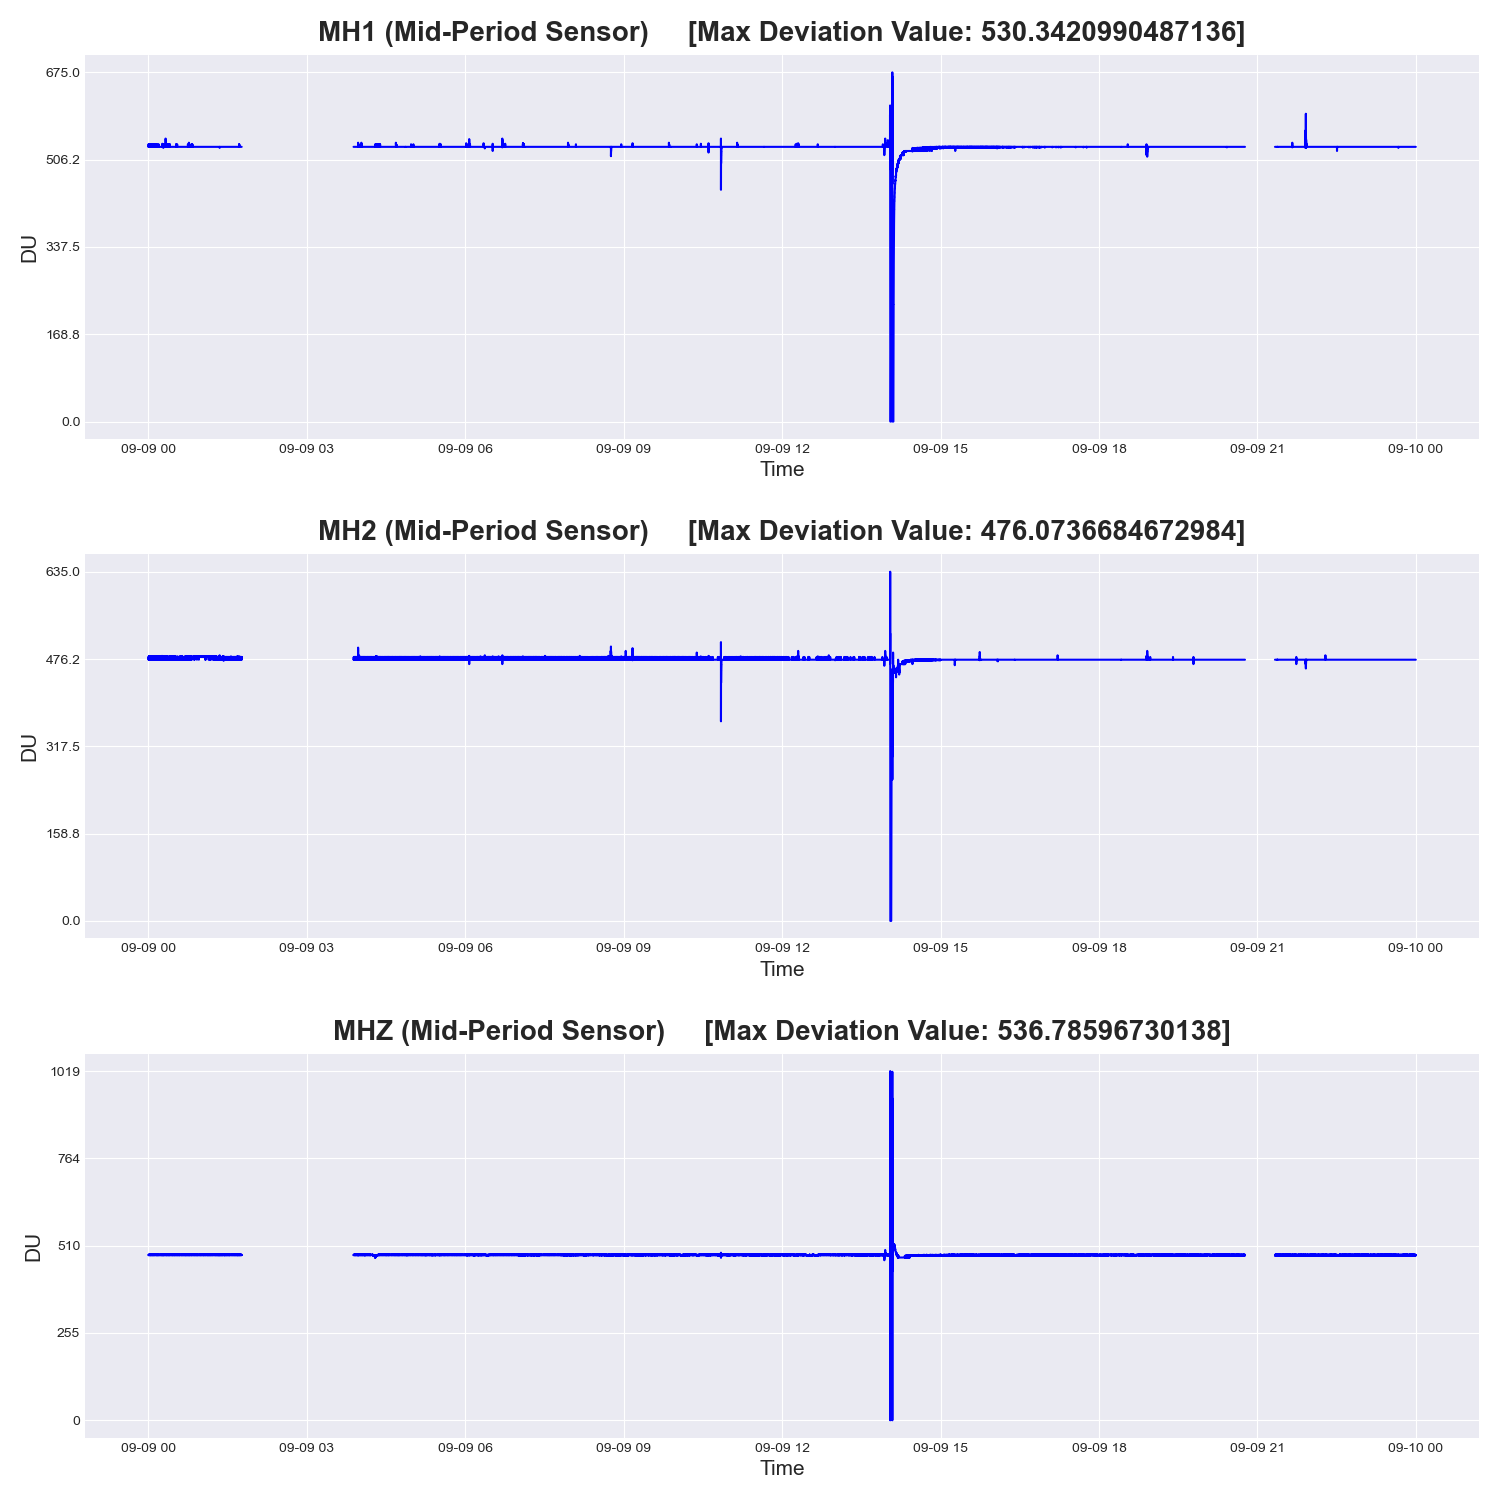 MH1 (Mid-Period Sensor) [Max Deviation Value: 530.3420990487136]
675.0
506.2
337.5
168.8
0.0
DU
09-09 00 09-09 03 09-09 06 09-09 09 09-09 12 09-09 15 09-09 18 09-09 21 09-10 00
Time
MH2 (Mid-Period Sensor) [Max Deviation Value: 476.0736684672984]
635.0
476.2
317.5
158.8
0.0
DU
09-09 00 09-09 03 09-09 06 09-09 09 09-09 12 09-09 15 09-09 18 09-09 21 09-10 00
Time
MHZ (Mid-Period Sensor) [Max Deviation Value: 536.78596730138]
1019
764
510
255
0
DU
09-09 00 09-09 03 09-09 06 09-09 09 09-09 12 09-09 15 09-09 18 09-09 21 09-10 00
Time